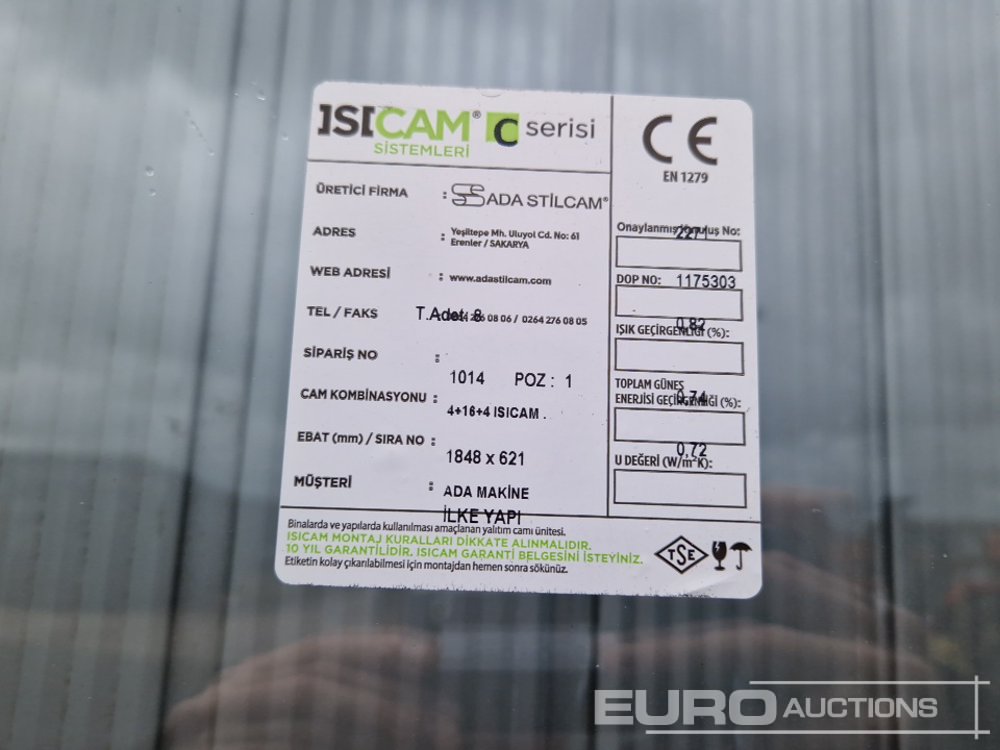 ISICAM® C serisi
SİSTEMLERİ
ÜRETİCİ FİRMA : ADA STİLCAM®
ADRES : Yeşiltepe Mh. Uluyol Cd. No: 61
Erenler / SAKARYA
WEB ADRESİ : www.adastilcam.com
TEL / FAKS T.Adet: 8 08 06 / 0264 276 08 05
SİPARİŞ NO :
1014 POZ : 1
CAM KOMBİNASYONU :
4+16+4 ISICAM .
EBAT (mm) / SIRA NO :
1848 x 621
MÜŞTERİ : ADA MAKİNE
İLKE YAPI
CE
EN 1279
Onaylanmış Kuruluş No:
2271
DOP NO: 1175303
0,82
IŞIK GEÇİRGENLİĞİ (%):
TOPLAM GÜNEŞ
0,74
ENERJİSİ GEÇİRGENLİĞİ (%):
0,72
U DEĞERİ (W/m²K):
Binalarda ve yapılarda kullanılması amaçlanan yalıtım camı ünitesi.
ISICAM MONTAJ KURALLARI DİKKATE ALINMALIDIR.
10 YIL GARANTİLİDİR. ISICAM GARANTİ BELGESİNİ İSTEYİNİZ.
Etiketin kolay çıkarılabilmesi için montajdan hemen sonra sökünüz.
TSE
EURO AUCTIONS